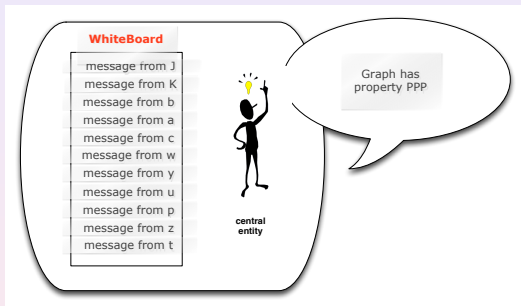 WhiteBoard
message from J
message from K
message from b
message from a
message from c
message from w
message from y
message from u
message from p
message from z
message from t
central
entity
Graph has
property PPP